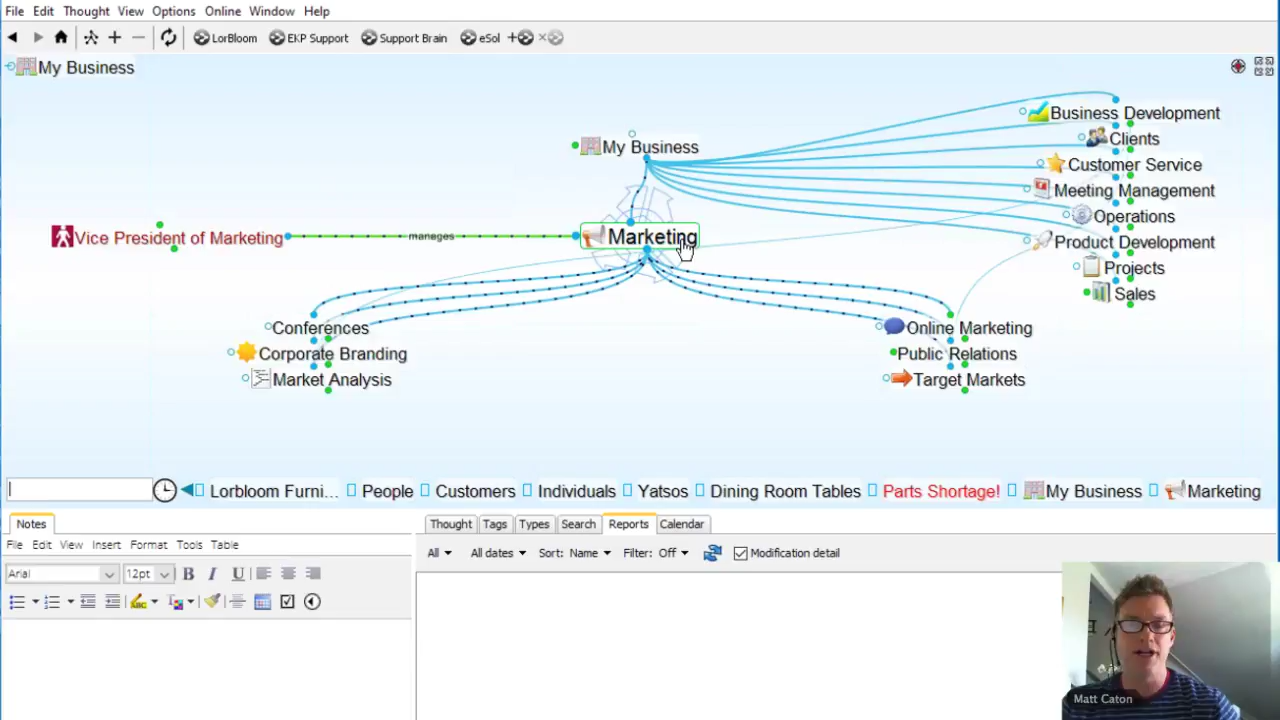 File Edit Thought View Options Online Window Help
LorBloom EKP Support Support Brain eSol
My Business
Business Development
Clients
My Business
Customer Service
Meeting Management
Operations
Vice President of Marketing manages Marketing
Product Development
Projects
Sales
Conferences Online Marketing
Corporate Branding Public Relations
Market Analysis Target Markets
Lorbloom Furni... People Customers Individuals Yatsos Dining Room Tables Parts Shortage! My Business Marketing
Notes Thought Tags Types Search Reports Calendar
File Edit View Insert Format Tools Table
All All dates Sort: Name Filter: Off Modification detail
Arial 12pt B I U
ABC T
Matt Caton